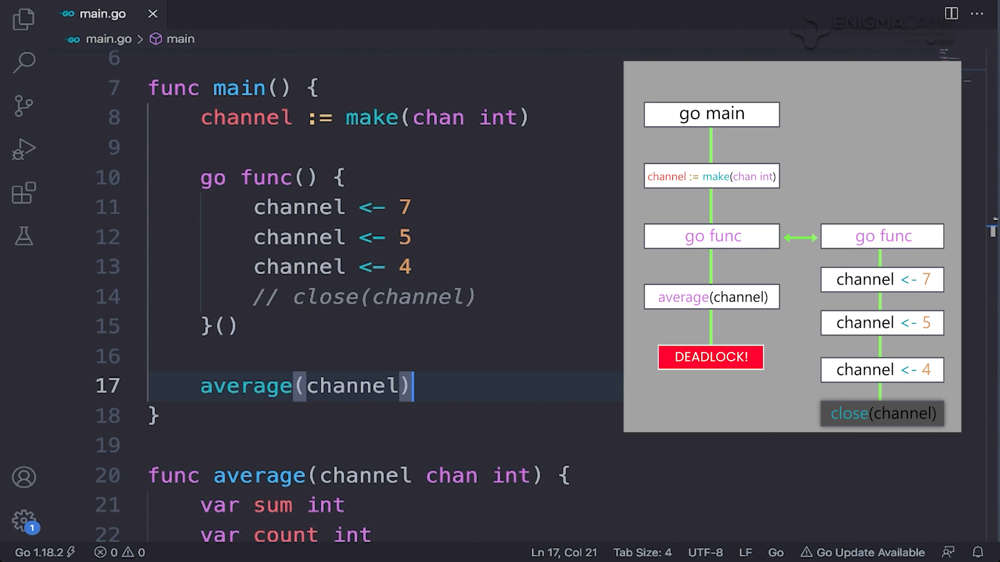 main.go
main.go > main
ENIGMACAMP
6
7 func main() {
8 channel := make(chan int)
9
10 go func() {
11 channel <- 7
12 channel <- 5
13 channel <- 4
14 // close(channel)
15 }()
16
17 average(channel)
18 }
19
20 func average(channel chan int) {
21 var sum int
22 var count int
go main
channel := make(chan int)
go func
average(channel)
DEADLOCK!
go func
channel <- 7
channel <- 5
channel <- 4
close(channel)
1
Go 1.18.2 0 0 Ln 17, Col 21 Tab Size: 4 UTF-8 LF Go Go Update Available